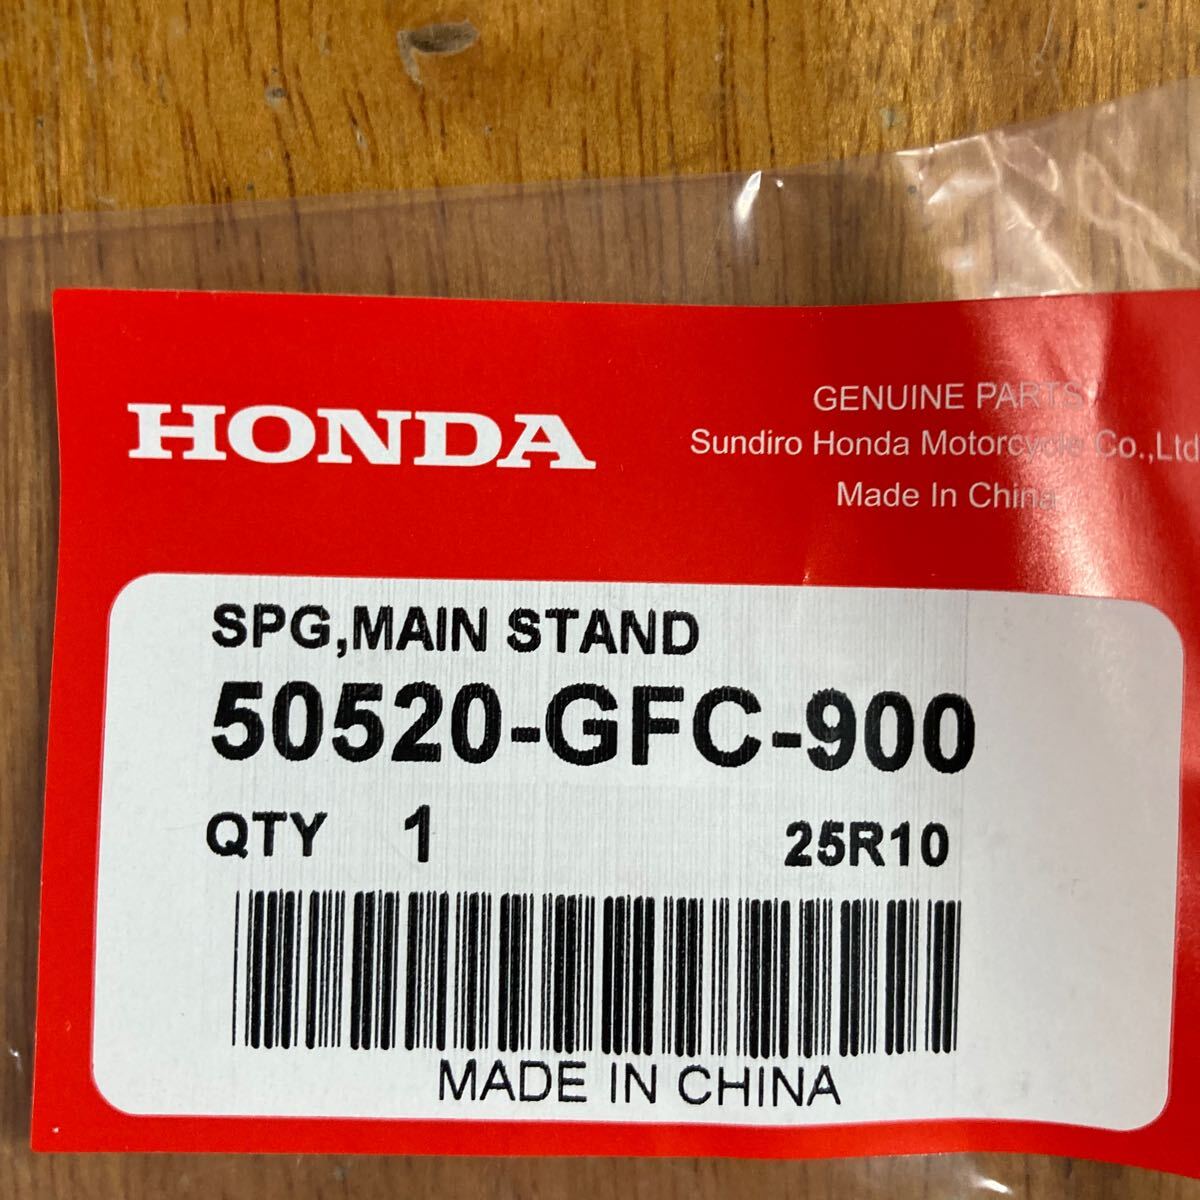 HONDA
GENUINE PARTS
Sundiro Honda Motorcycle Co.,Ltd
Made In China
SPG,MAIN STAND
50520-GFC-900
QTY 1 25R10
MADE IN CHINA